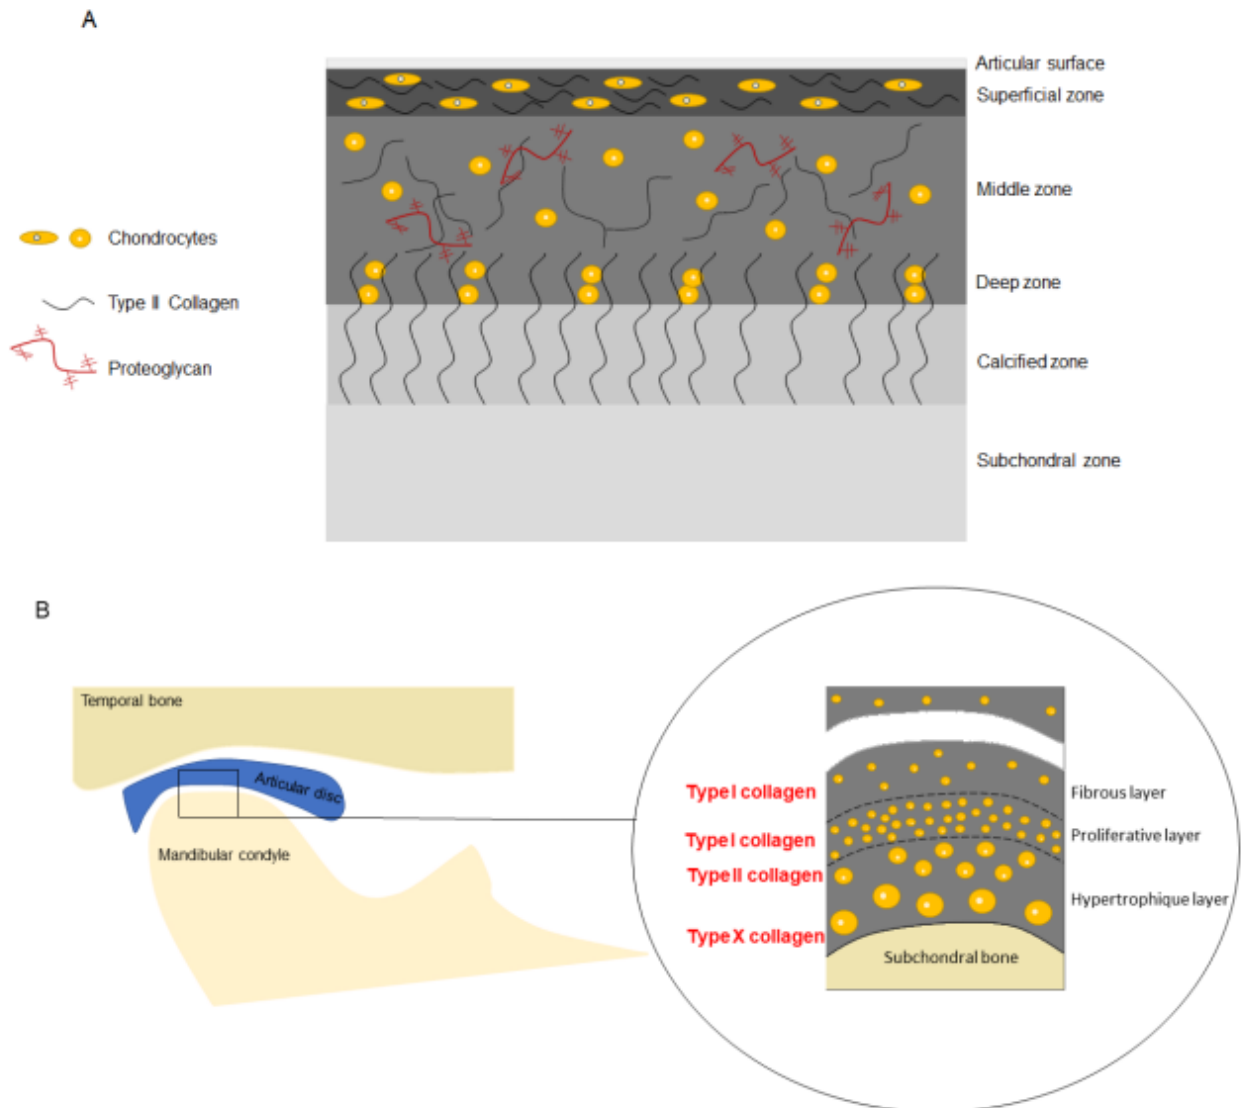 A
Articular surface
Superficial zone
Middle zone
Chondrocytes
Deep zone
Type II Collagen
Calcified zone
Proteoglycan
Subchondral zone
B
Temporal bone
Articular disc
Mandibular condyle
Type I collagen
Fibrous layer
Type I collagen
Proliferative layer
Type II collagen
Hypertrophique layer
Type X collagen
Subchondral bone